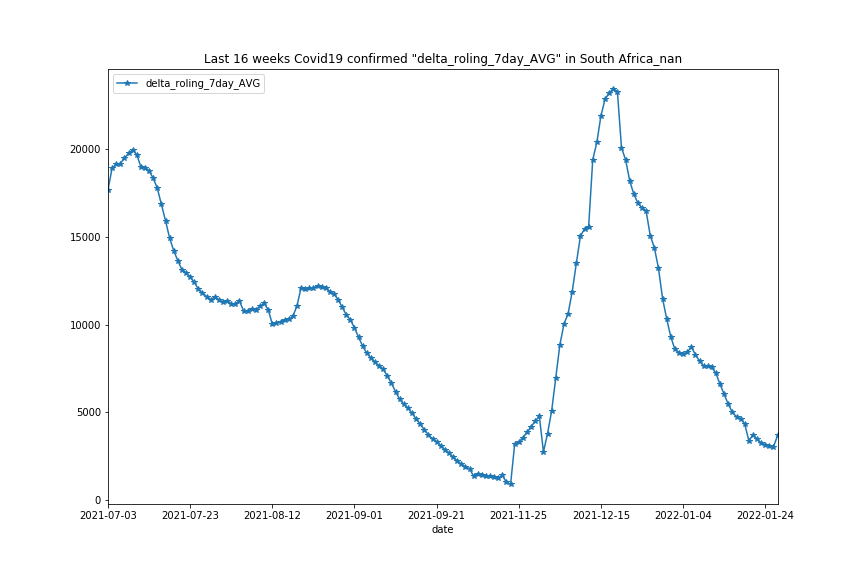 Last 16 weeks Covid19 confirmed "delta_roling_7day_AVG" in South Africa_nan
delta_roling_7day_AVG
20000
15000
10000
5000
0
2021-07-03 2021-07-23 2021-08-12 2021-09-01 2021-09-21 2021-11-25 2021-12-15 2022-01-04 2022-01-24
date